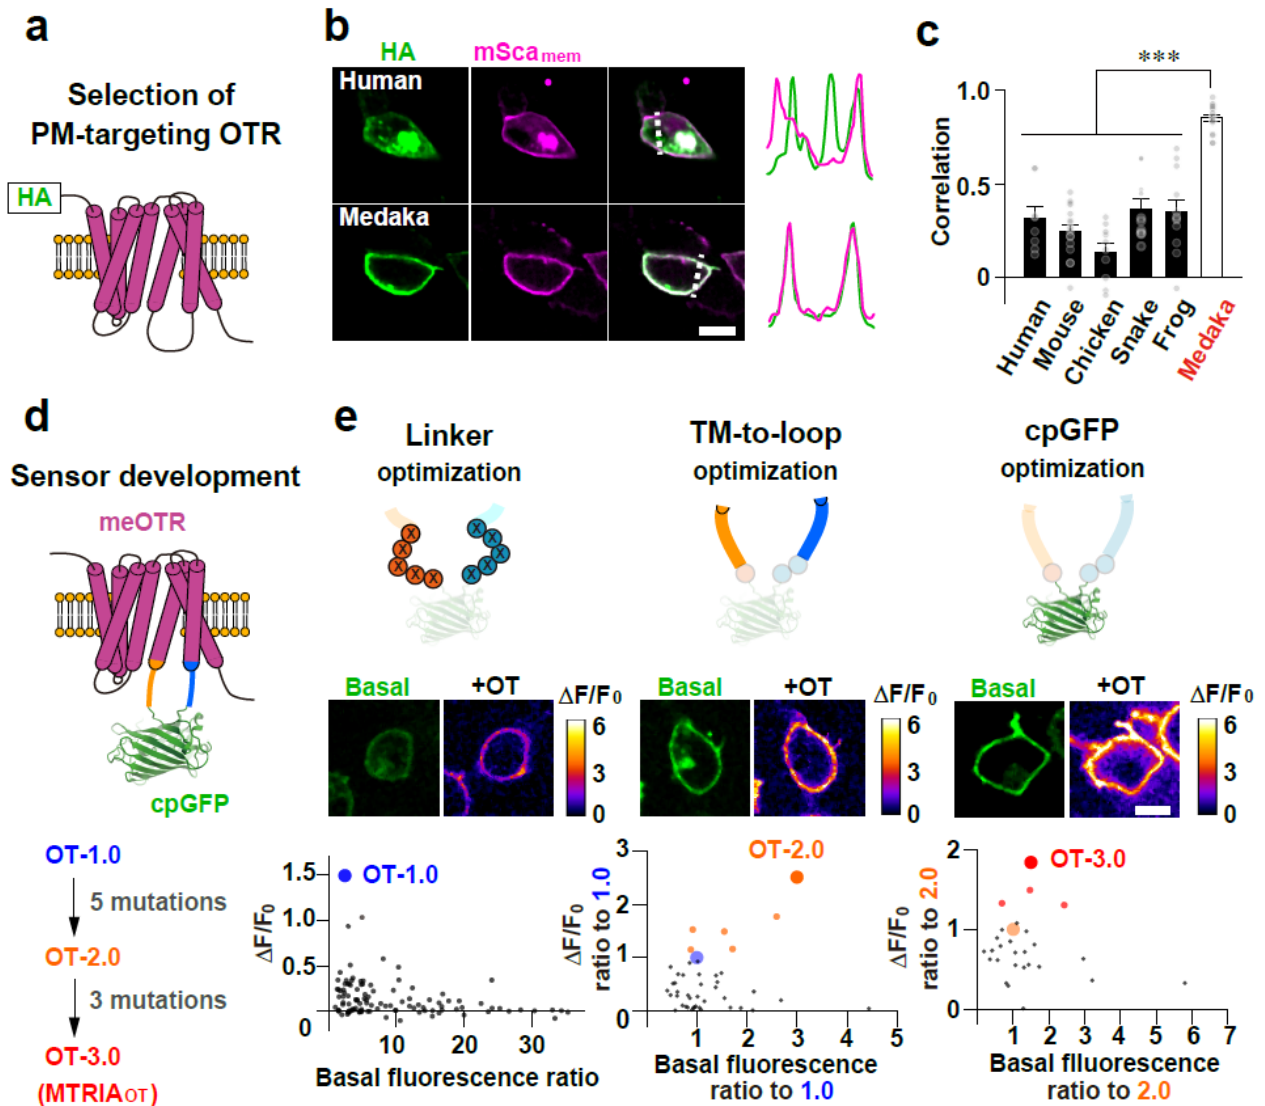 a
Selection of
PM-targeting OTR
HA
b
HA
mSca mem
Human
Medaka
c
***
1.0
0.5
0
Correlation
Human
Mouse
Chicken
Snake
Frog
Medaka
d
Sensor development
meOTR
cpGFP
OT-1.0
5 mutations
OT-2.0
3 mutations
OT-3.0
(MTRIAOT)
e
Linker
optimization
X X X X X
X X X X X
TM-to-loop
optimization
cpGFP
optimization
Basal
+OT
ΔF/F0
6
3
0
Basal
+OT
ΔF/F0
6
3
0
Basal
+OT
ΔF/F0
6
3
0
1.5
1.0
0.5
0
ΔF/F0
OT-1.0
10
20
30
Basal ffluorescence ratio
3
2
1
0
ΔF/F0
ratio to 1.0
OT-2.0
1
2
3
4
5
Basal ffluorescence
ratio to 1.0
2
1
0
ΔF/F0
ratio to 2.0
OT-3.0
1
2
3
4
5
6
7
Basal ffluorescence
ratio to 2.0